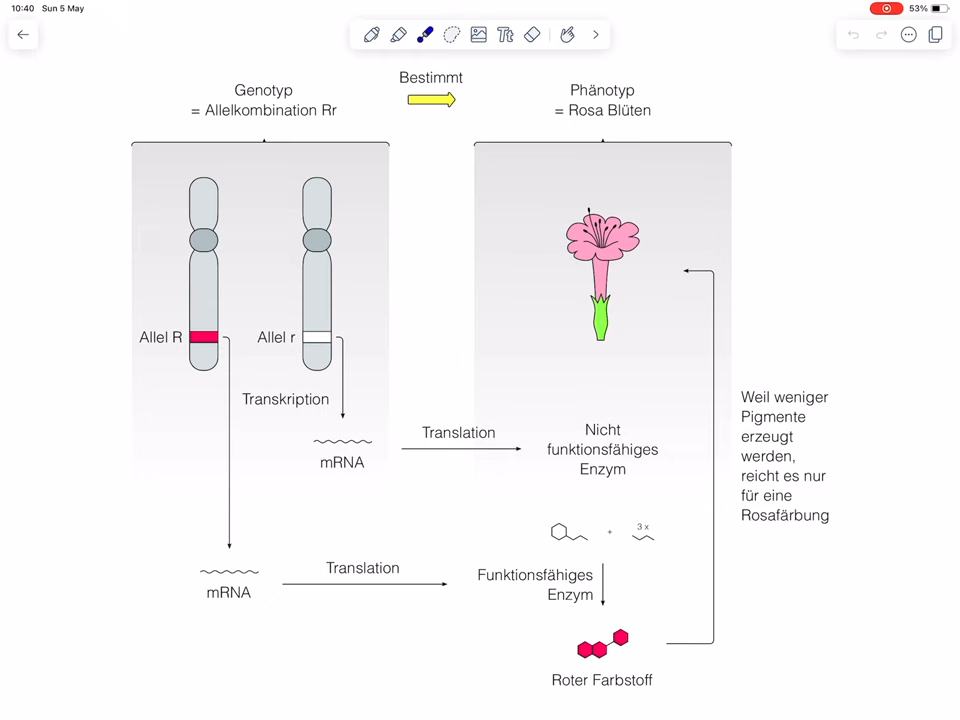 10:40 Sun 5 May
53%
Tt
Bestimmt
Genotyp
= Allelkombination Rr
Phänotyp
= Rosa Blüten
Allel R
Allel r
Transkription
mRNA
Translation
Nicht
funktionsfähiges
Enzym
Weil weniger
Pigmente
erzeugt
werden,
reicht es nur
für eine
Rosafärbung
+
3 x
mRNA
Translation
Funktionsfähiges
Enzym
Roter Farbstoff